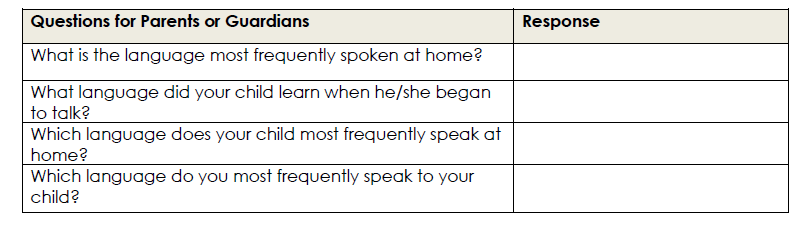 Questions for Parents or Guardians Response
What is the language most frequently spoken at home?
What language did your child learn when he/she began
to talk?
Which language does your child most frequently speak at
home?
Which language do you most frequently speak to your
child?